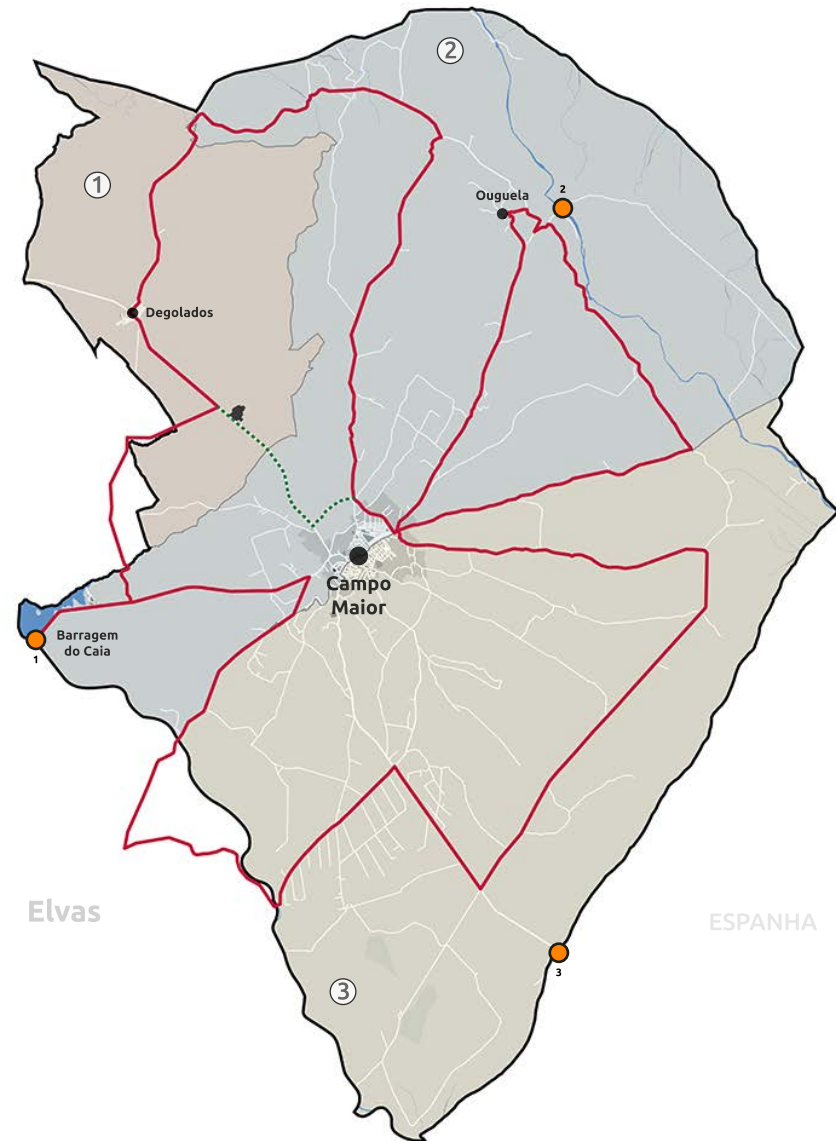 2
1
Ouguela
2
Degolados
Campo
Maior
Barragem
do Caia
1
Elvas
ESPANHA
3
3